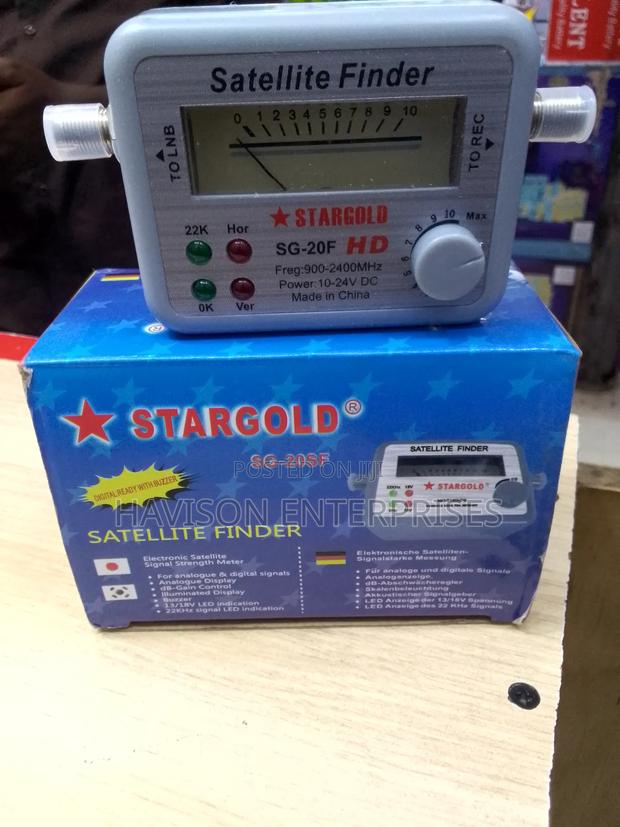 LENT
Satellite Finder
0 1 2 3 4 5 6 7 8 9 10
TO LNB
TO REC
★ STARGOLD
SG-20F HD
Freq:900-2400MHz
Power:10-24V DC
Made in China
22K Hor
0K Ver
5 6 7 8 9 10 Max
★ STARGOLD®
SG-20SF
DIGITAL READY WITH BUZZER
SATELLITE FINDER
POSTED ON JIJI
HAVISON ENTERPRISES
Electronic Satellite
Signal Strength Meter
• For analogue & digital signals
• Analogue Display
• dB-Gain Control
• Illuminated Display
• Buzzer
• 13/18V LED indication
• 22KHz signal LED indication
SATELLITE FINDER
★ STARGOLD
Elektronische Satelliten-
Signalstarke Messung
• Für analoge und digitale Signale
• Analoganzeige
• dB-Abschwächeregler
• Skalenbeleuchtung
• Akkustischer Signalgeber
• LED Anzeige der 13/18V Spannung
• LED Anzeige des 22 KHz Signals